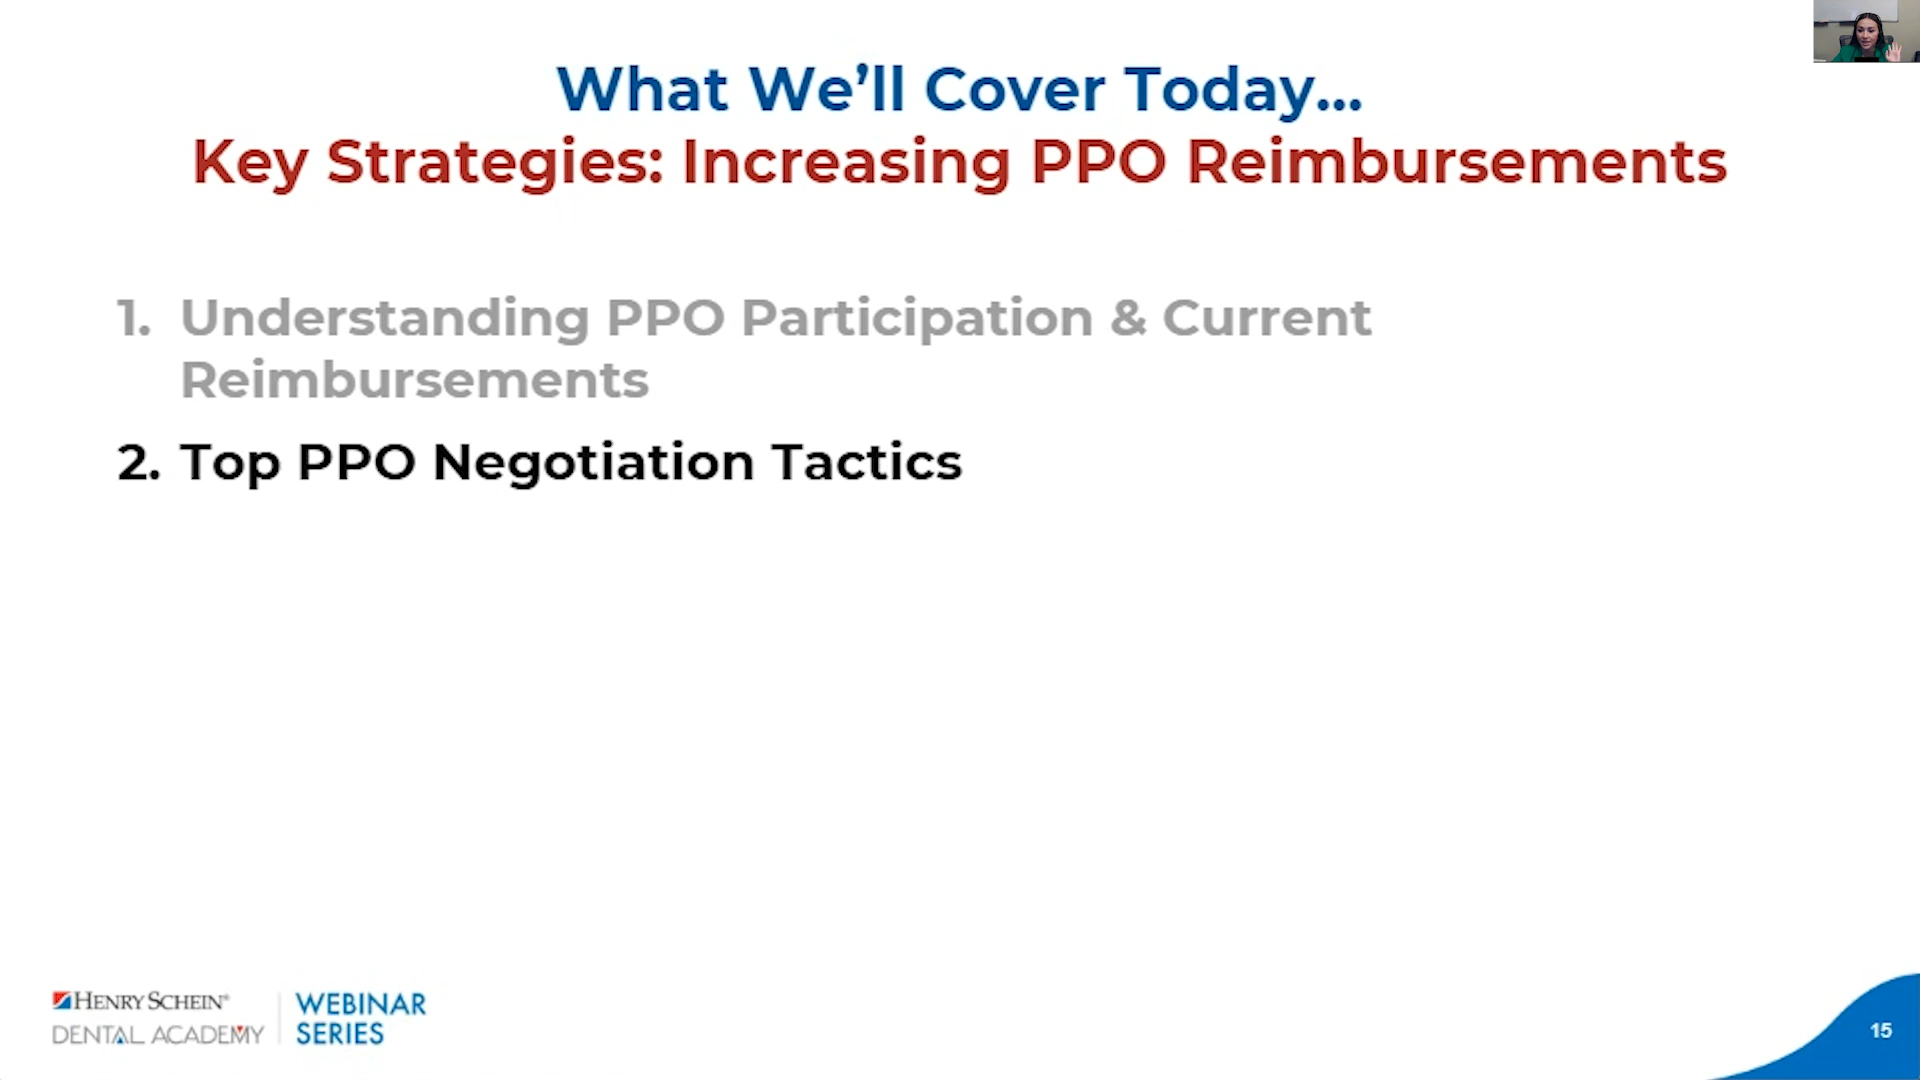 What We’ll Cover Today...
Key Strategies: Increasing PPO Reimbursements
1. Understanding PPO Participation & Current
Reimbursements
2. Top PPO Negotiation Tactics
HENRY SCHEIN®
DENTAL ACADEMY
WEBINAR
SERIES
15